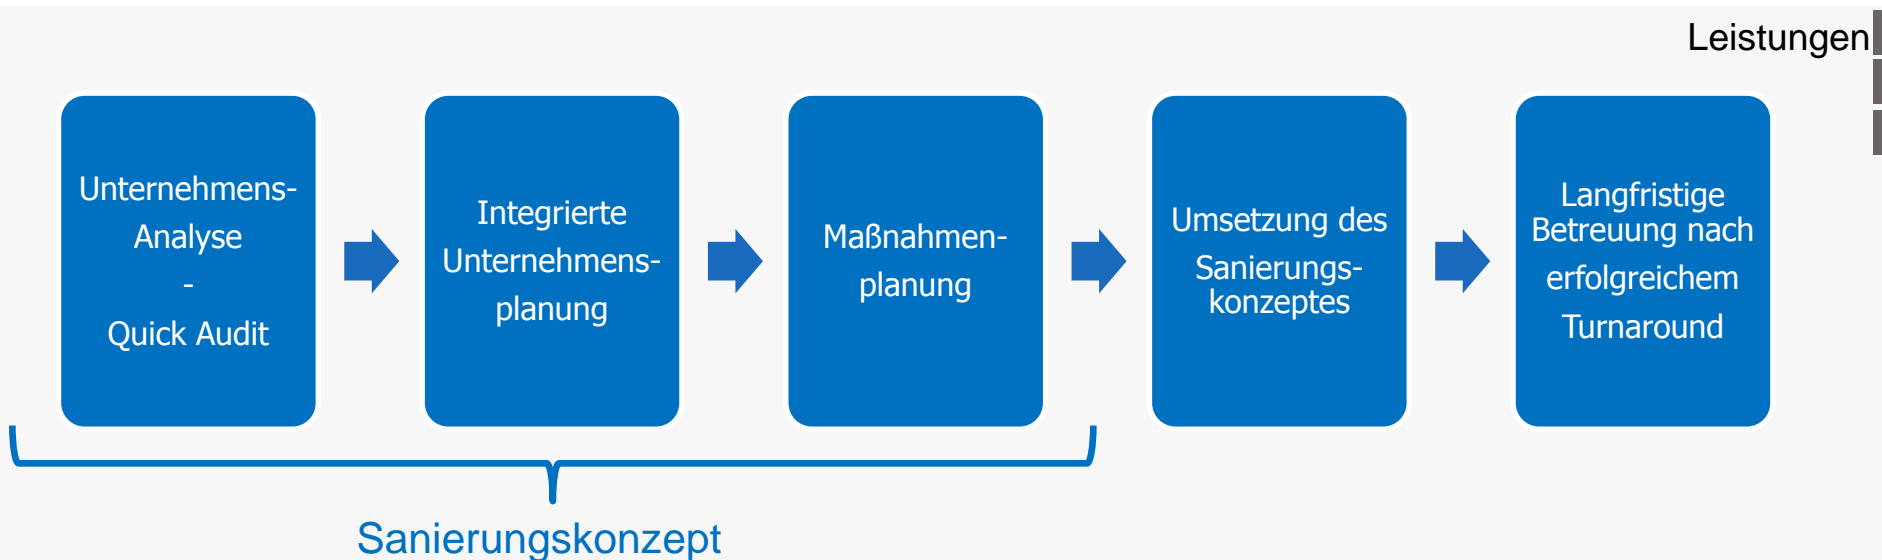 Leistungen
Unternehmens-
Analyse
-
Quick Audit
Integrierte
Unternehmens-
planung
Maßnahmen-
planung
Umsetzung des
Sanierungs-
konzeptes
Langfristige
Betreuung nach
erfolgreichem
Turnaround
Sanierungskonzept